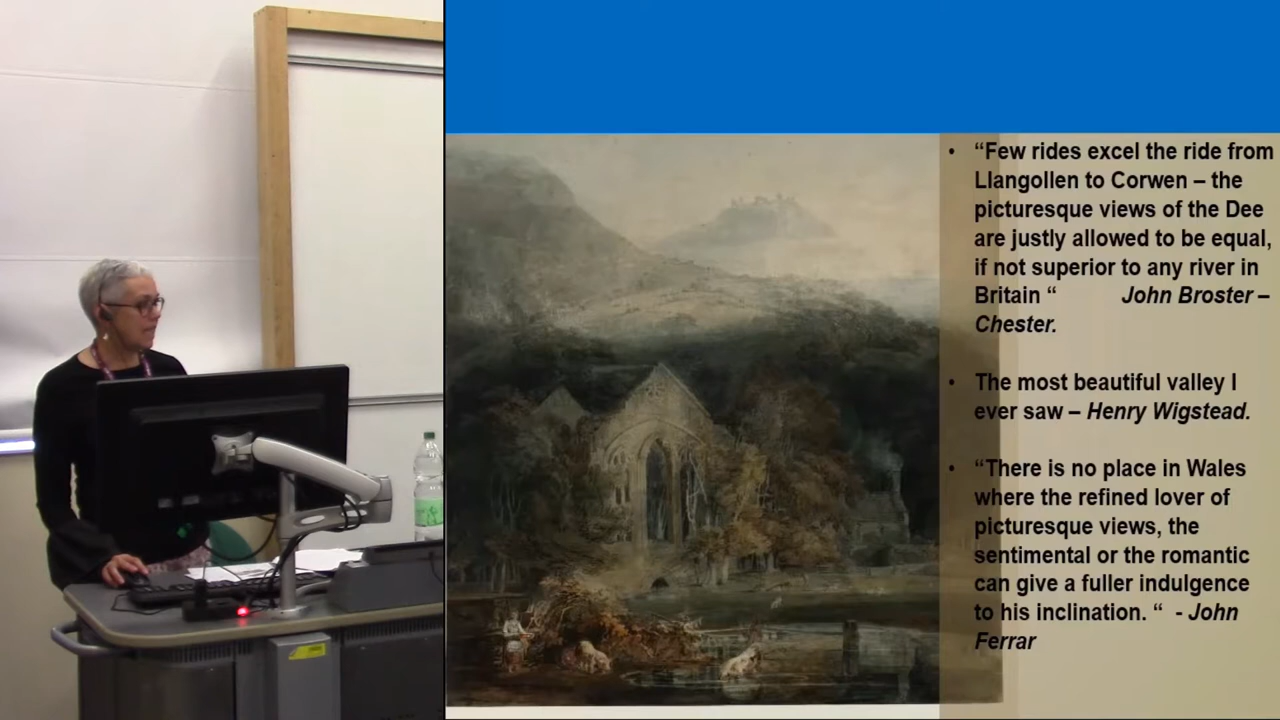 • “Few rides excel the ride from
Llangollen to Corwen – the
picturesque views of the Dee
are justly allowed to be equal,
if not superior to any river in
Britain “ John Broster –
Chester.
• The most beautiful valley I
ever saw – Henry Wigstead.
• “There is no place in Wales
where the refined lover of
picturesque views, the
sentimental or the romantic
can give a fuller indulgence
to his inclination. “ - John
Ferrar